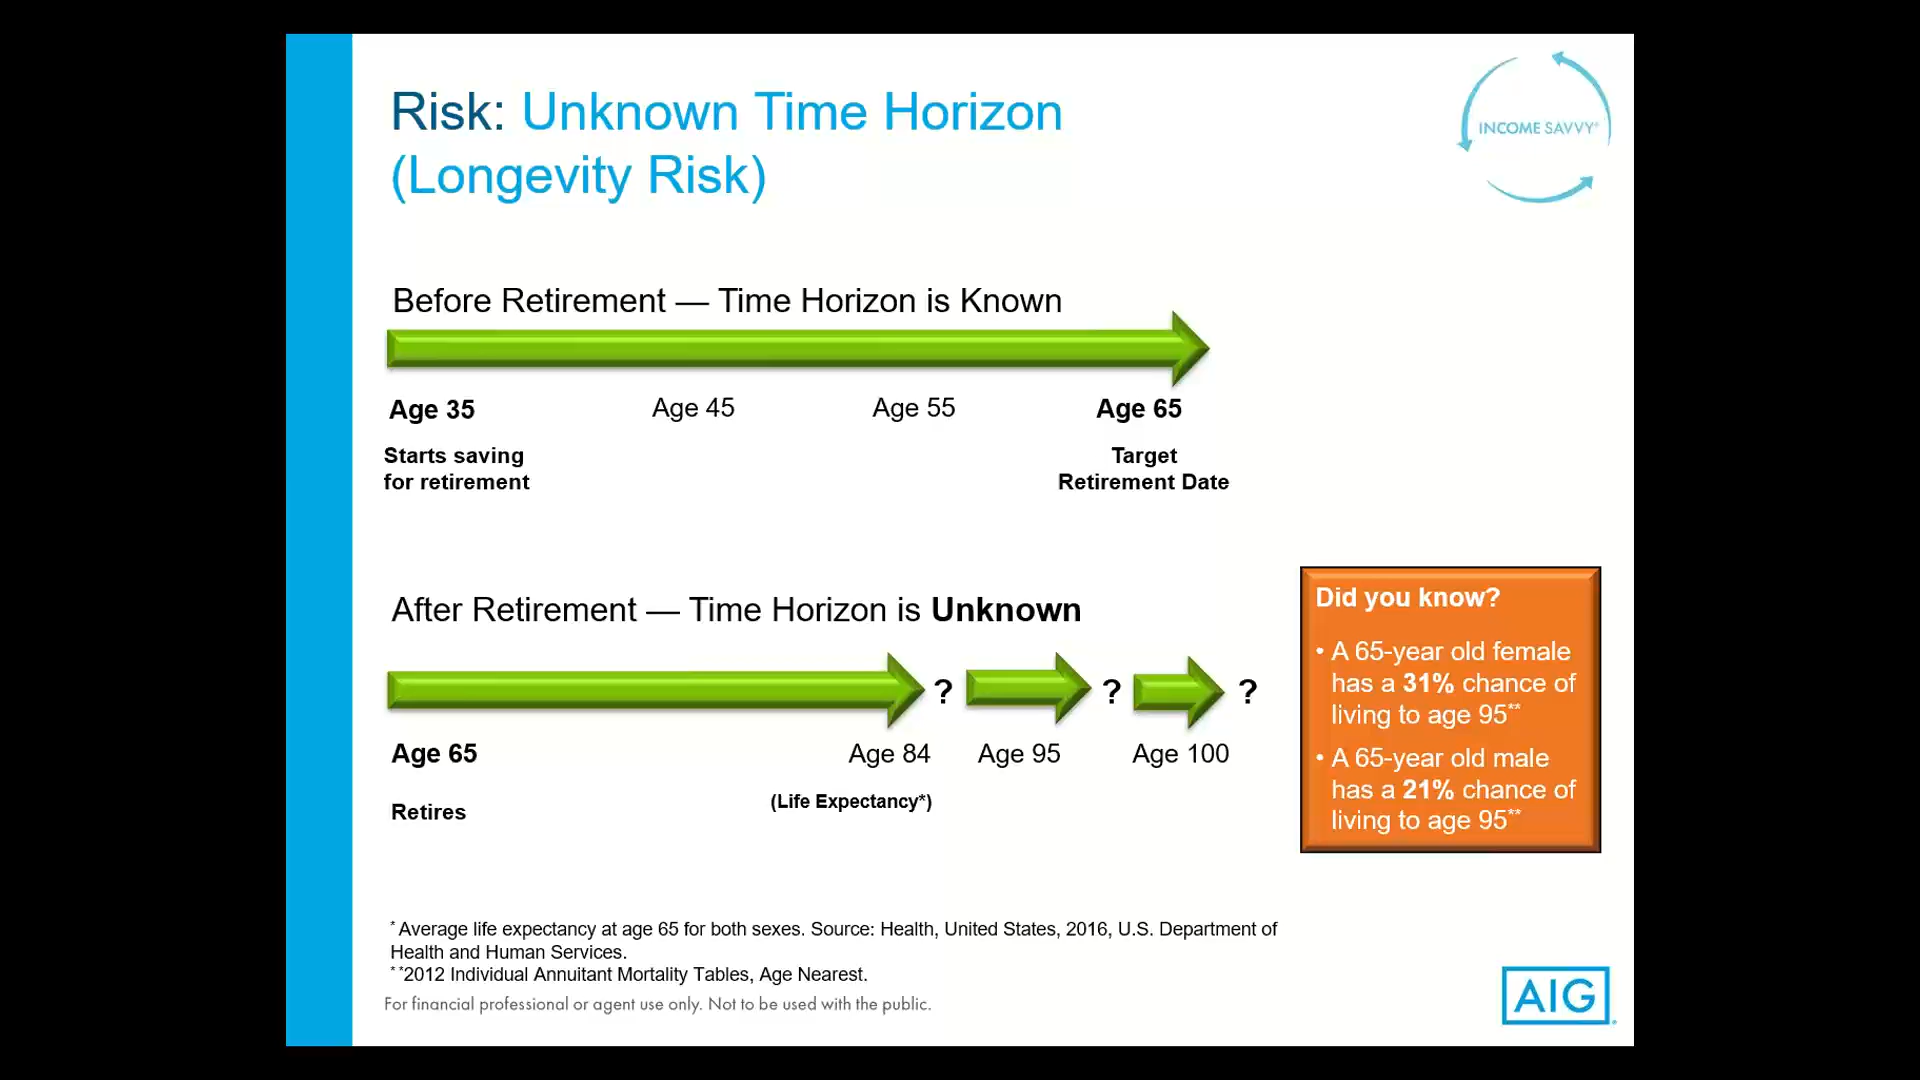 Risk: Unknown Time Horizon
(Longevity Risk)
INCOME SAVVY®
Before Retirement — Time Horizon is Known
Age 35
Age 45
Age 55
Age 65
Starts saving
for retirement
Target
Retirement Date
After Retirement — Time Horizon is Unknown
? ? ?
Age 65
Age 84
Age 95
Age 100
Retires
(Life Expectancy*)
Did you know?
• A 65-year old female
has a 31% chance of
living to age 95**
• A 65-year old male
has a 21% chance of
living to age 95**
* Average life expectancy at age 65 for both sexes. Source: Health, United States, 2016, U.S. Department of
Health and Human Services.
**2012 Individual Annuitant Mortality Tables, Age Nearest.
For financial professional or agent use only. Not to be used with the public.
AIG